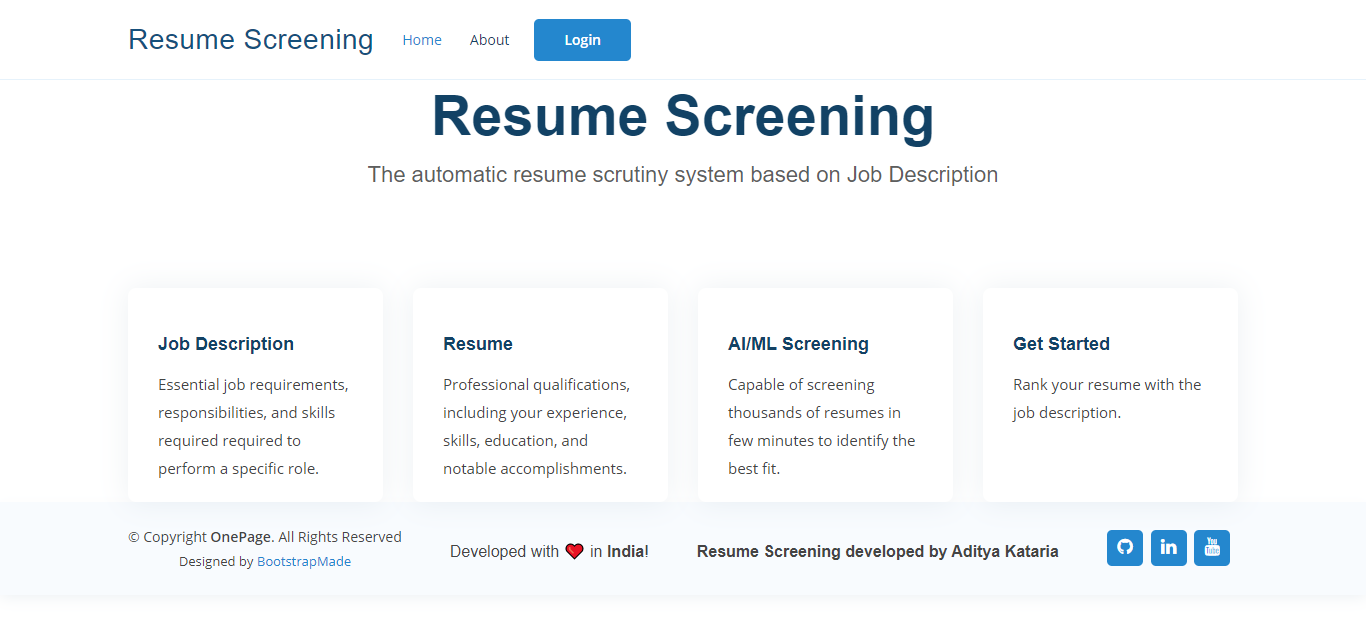 Resume Screening Home About Login
Resume Screening
The automatic resume scrutiny system based on Job Description
Job Description
Essential job requirements,
responsibilities, and skills
required required to
perform a specific role.
Resume
Professional qualifications,
including your experience,
skills, education, and
notable accomplishments.
AI/ML Screening
Capable of screening
thousands of resumes in
few minutes to identify the
best fit.
Get Started
Rank your resume with the
job description.
© Copyright OnePage. All Rights Reserved
Designed by BootstrapMade
Developed with ❤ in India!
Resume Screening developed by Aditya Kataria
in
You
Tube